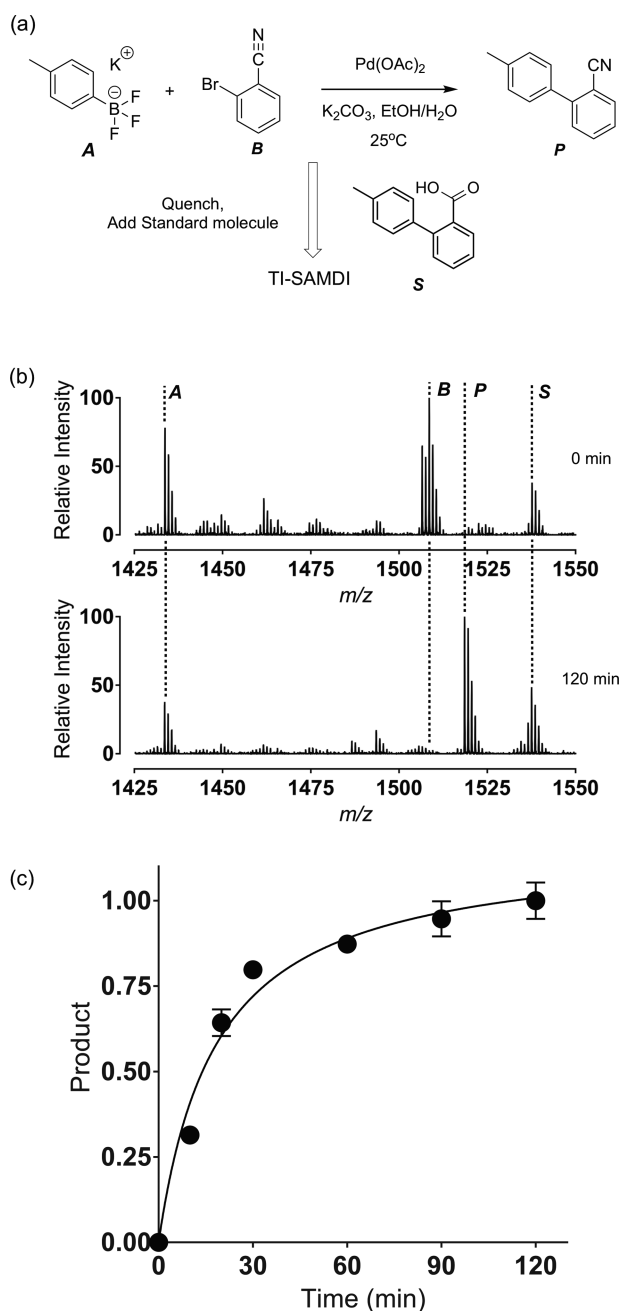 (a)
N
C
K⊕
Br
⊖
B
F
F
F
+
Pd(OAc)₂
K₂CO₃, EtOH/H₂O
25ºC
CN
A
B
P
Quench,
Add Standard molecule
HO
O
TI-SAMDI
S
(b)
A
B
P
S
Relative Intensity
100
50
0
0 min
1425 1450 1475 1500 1525 1550
m/z
Relative Intensity
100
50
0
120 min
1425 1450 1475 1500 1525 1550
m/z
(c)
Product
1.00
0.75
0.50
0.25
0.00
0 30 60 90 120
Time (min)